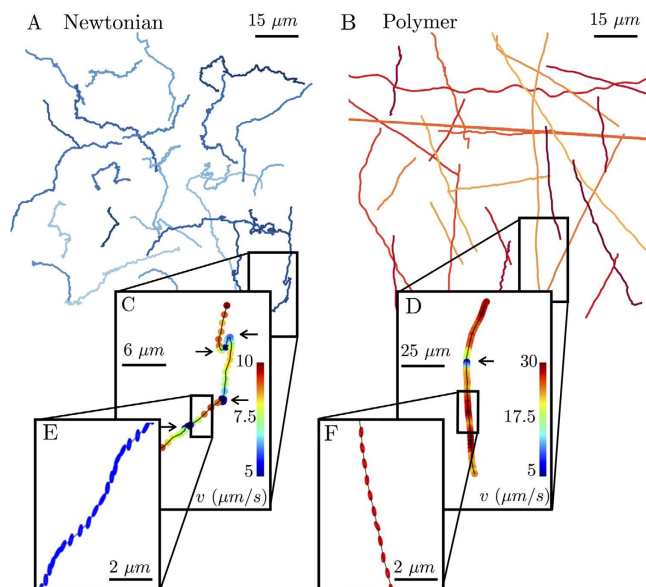 A Newtonian 15 μm
B Polymer 15 μm
C
6 μm
10
7.5
5
v (μm/s)
D
25 μm
30
17.5
5
v (μm/s)
E
2 μm
F
2 μm